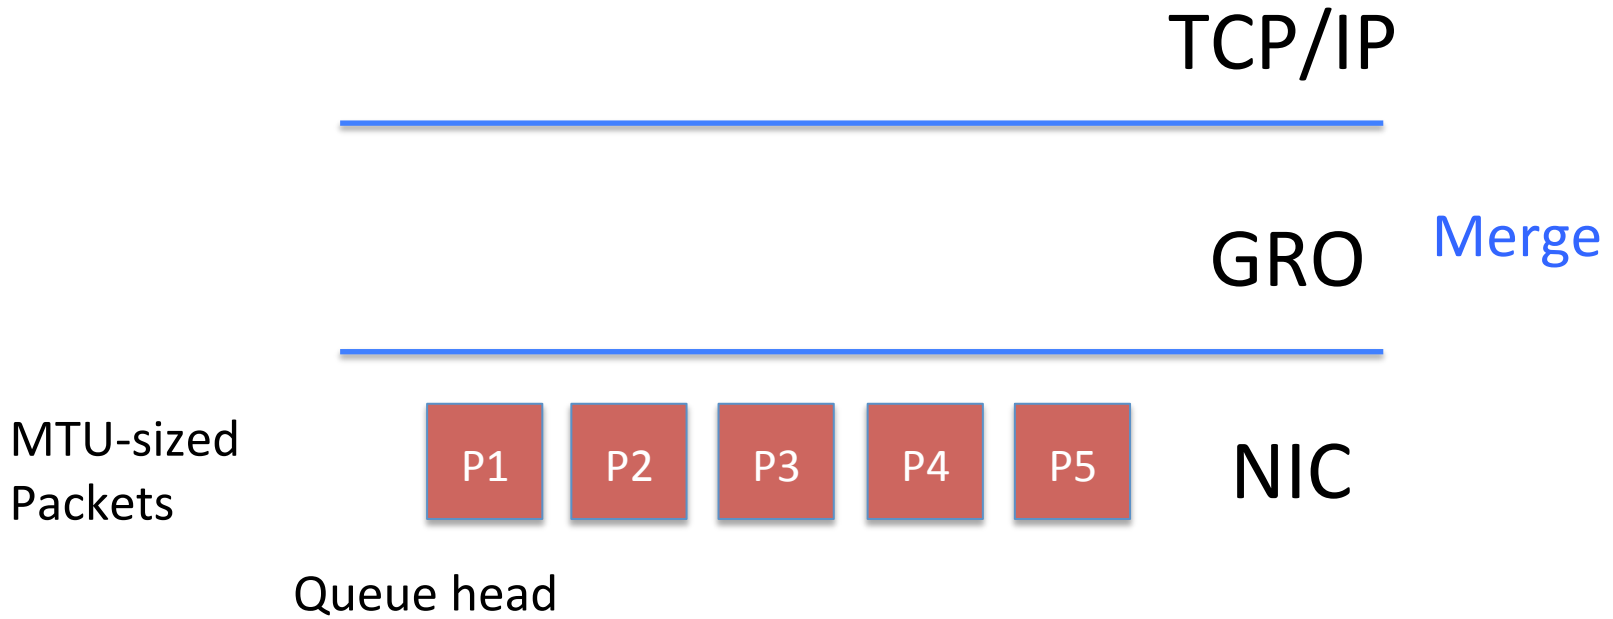 TCP/IP
GRO
Merge
MTU-sized
Packets
P1 P2 P3 P4 P5
NIC
Queue head